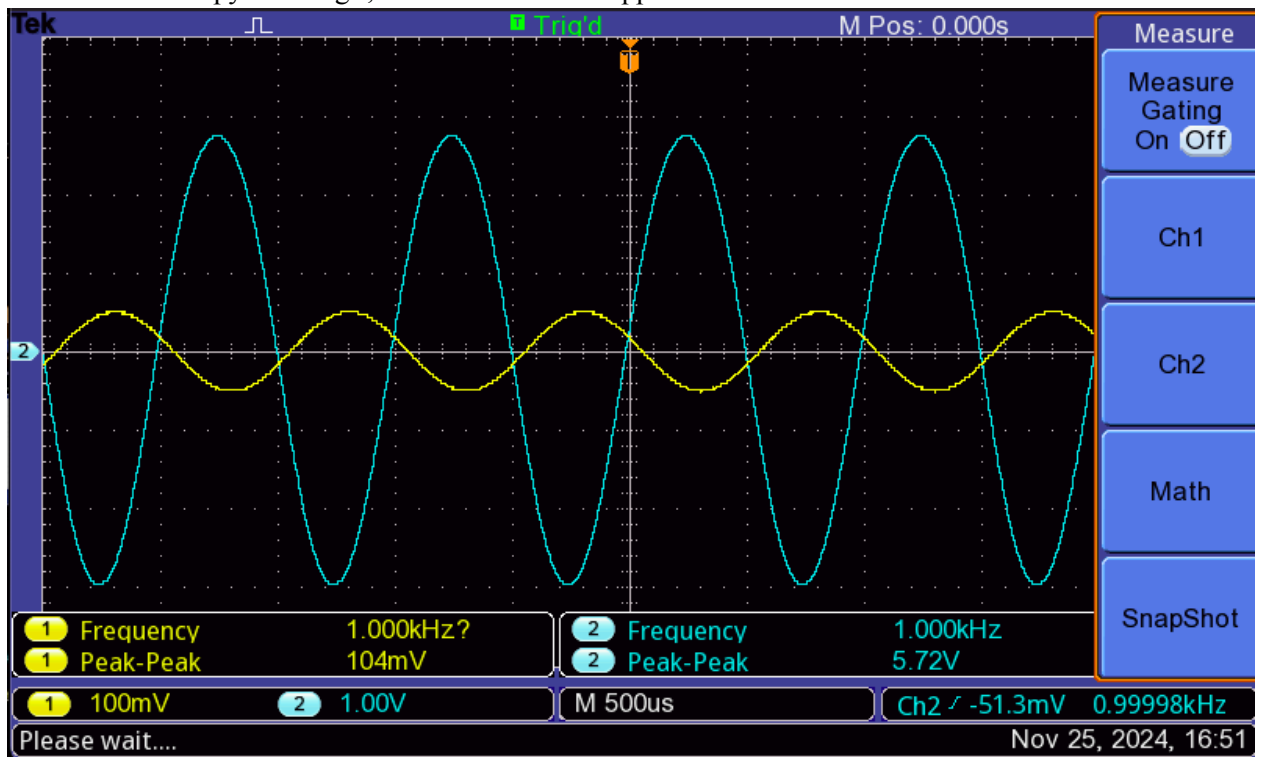 Tek Trig'd M Pos: 0.000s
T
2
Measure
Measure
Gating
On Off
Ch1
Ch2
Math
SnapShot
1 Frequency 1.000kHz?
1 Peak-Peak 104mV
2 Frequency 1.000kHz
2 Peak-Peak 5.72V
1 100mV 2 1.00V M 500us Ch2 -51.3mV 0.99998kHz
Please wait.... Nov 25, 2024, 16:51